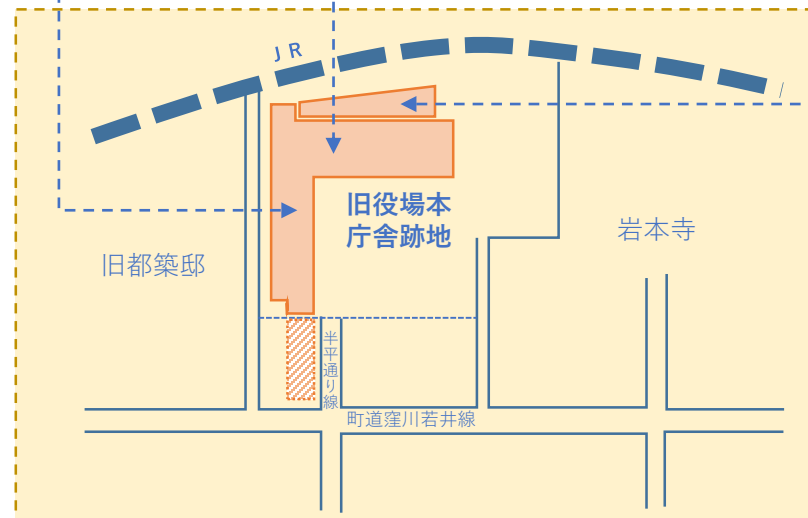 ＪＲ
旧役場本
庁舎跡地
岩本寺
旧都築邸
半平通り線
町道窪川若井線